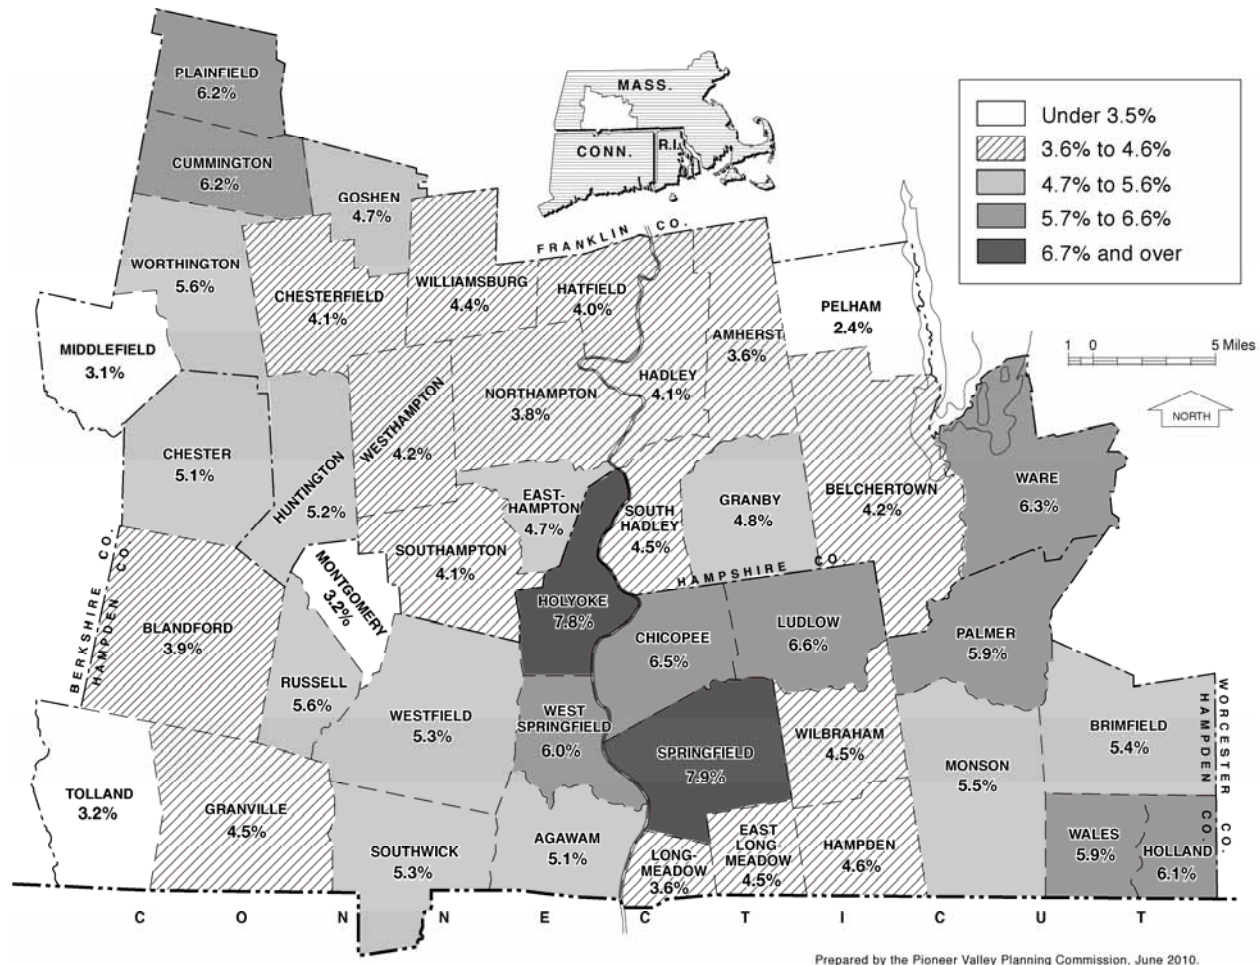 PLAINFIELD
6.2%
CUMMINGTON
6.2%
GOSHEN
4.7%
MASS.
CONN.
R.I.
Under 3.5%
3.6% to 4.6%
4.7% to 5.6%
5.7% to 6.6%
6.7% and over
FRANKLIN CO.
WORTHINGTON
5.6%
CHESTERFIELD
4.1%
WILLIAMSBURG
4.4%
HATFIELD
4.0%
PELHAM
2.4%
MIDDLEFIELD
3.1%
AMHERST
3.6%
1 0 5 Miles
NORTH
HADLEY
4.1%
NORTHAMPTON
3.8%
WESTHAMPTON
4.2%
CHESTER
5.1%
HUNTINGTON
5.2%
EAST-
HAMPTON
4.7%
SOUTH
HADLEY
4.5%
GRANBY
4.8%
BELCHERTOWN
4.2%
WARE
6.3%
SOUTHAMPTON
4.1%
MONTGOMERY
3.2%
BERKSHIRE CO.
HAMPDEN CO.
HAMPSHIRE CO.
BLANDFORD
3.9%
HOLYOKE
7.8%
CHICOPEE
6.5%
LUDLOW
6.6%
PALMER
5.9%
RUSSELL
5.6%
WESTFIELD
5.3%
WEST
SPRINGFIELD
6.0%
SPRINGFIELD
7.9%
WILBRAHAM
4.5%
MONSON
5.5%
BRIMFIELD
5.4%
WORCESTER CO.
HAMPDEN CO.
TOLLAND
3.2%
GRANVILLE
4.5%
SOUTHWICK
5.3%
AGAWAM
5.1%
LONG-
MEADOW
3.6%
EAST
LONG-
MEADOW
4.5%
HAMPDEN
4.6%
WALES
5.9%
HOLLAND
6.1%
CONNECTICUT
Prepared by the Pioneer Valley Planning Commission, June 2010.